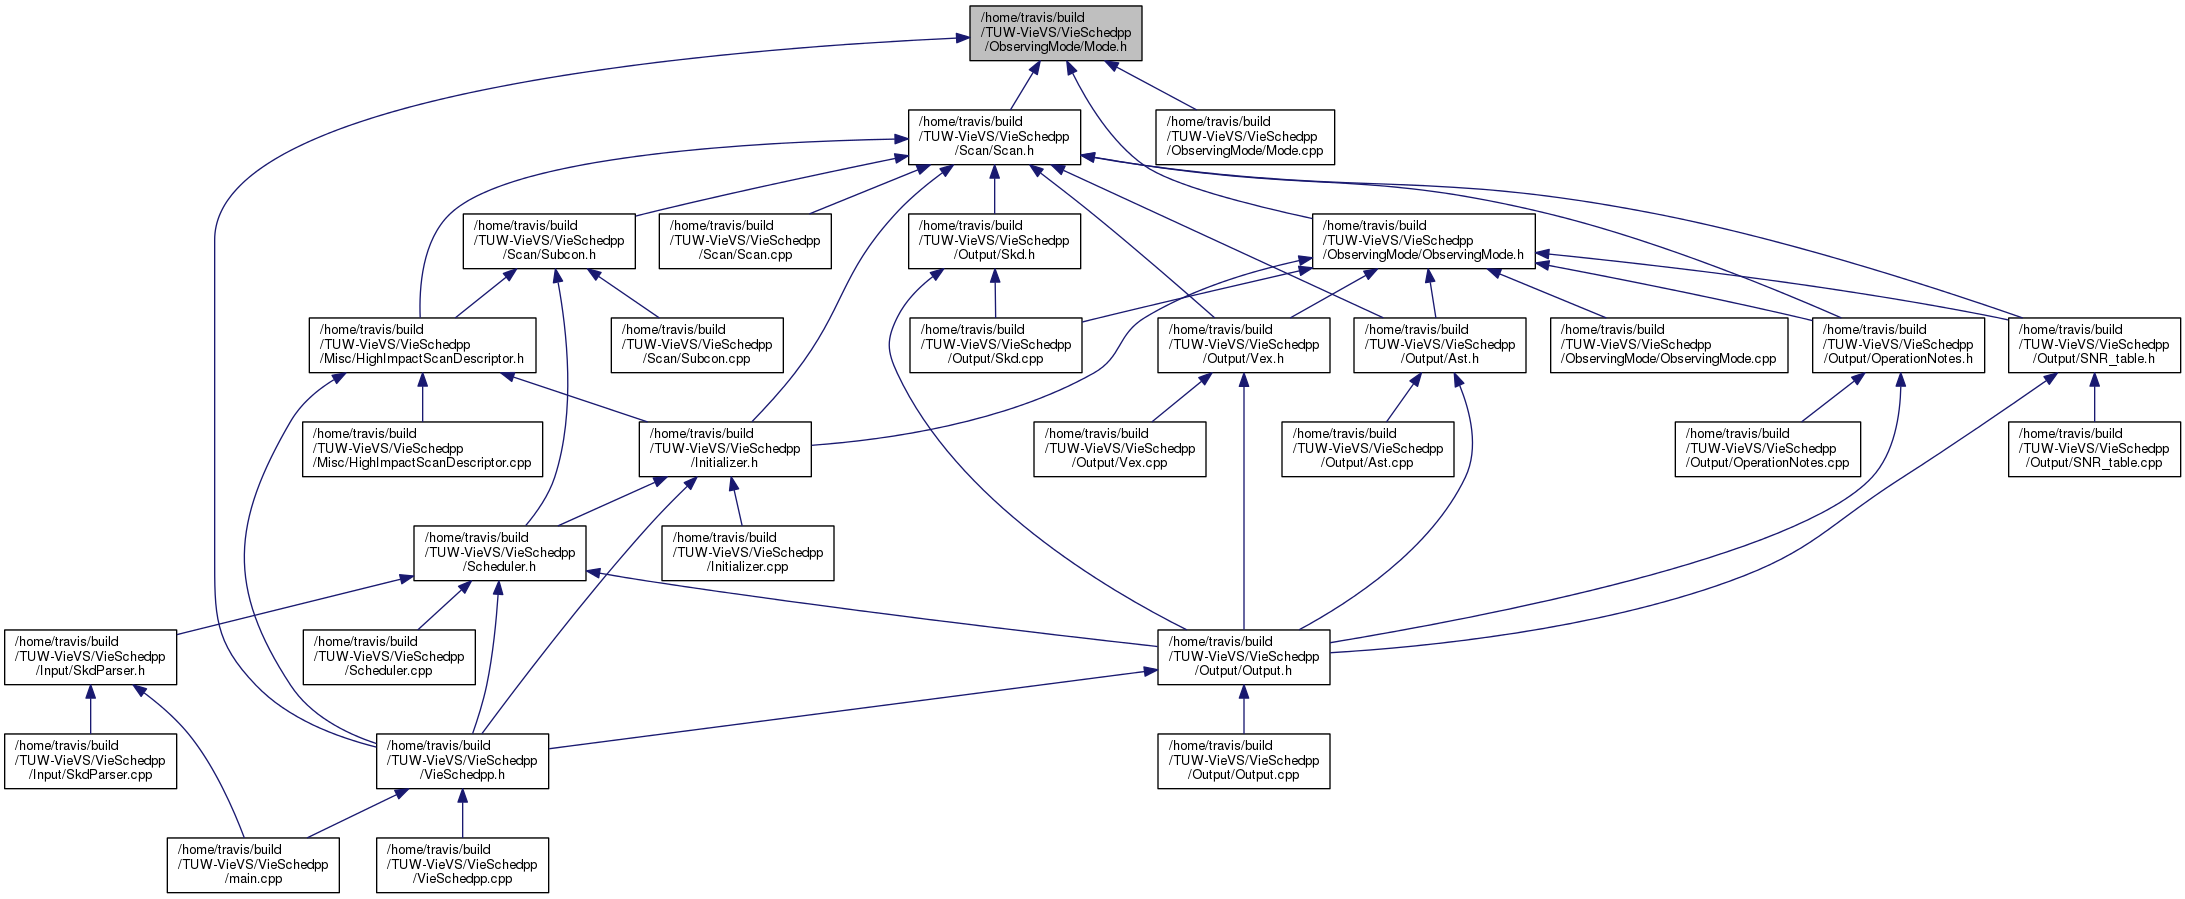 /home/travis/build
/TUW-VieVS/VieSchedpp
/ObservingMode/Mode.h
/home/travis/build
/TUW-VieVS/VieSchedpp
/Scan/Scan.h
/home/travis/build
/TUW-VieVS/VieSchedpp
/ObservingMode/Mode.cpp
/home/travis/build
/TUW-VieVS/VieSchedpp
/Scan/Subcon.h
/home/travis/build
/TUW-VieVS/VieSchedpp
/Scan/Scan.cpp
/home/travis/build
/TUW-VieVS/VieSchedpp
/Output/Skd.h
/home/travis/build
/TUW-VieVS/VieSchedpp
/ObservingMode/ObservingMode.h
/home/travis/build
/TUW-VieVS/VieSchedpp
/Misc/HighImpactScanDescriptor.h
/home/travis/build
/TUW-VieVS/VieSchedpp
/Scan/Subcon.cpp
/home/travis/build
/TUW-VieVS/VieSchedpp
/Output/Skd.cpp
/home/travis/build
/TUW-VieVS/VieSchedpp
/Output/Vex.h
/home/travis/build
/TUW-VieVS/VieSchedpp
/Output/Ast.h
/home/travis/build
/TUW-VieVS/VieSchedpp
/ObservingMode/ObservingMode.cpp
/home/travis/build
/TUW-VieVS/VieSchedpp
/Output/OperationNotes.h
/home/travis/build
/TUW-VieVS/VieSchedpp
/Output/SNR_table.h
/home/travis/build
/TUW-VieVS/VieSchedpp
/Misc/HighImpactScanDescriptor.cpp
/home/travis/build
/TUW-VieVS/VieSchedpp
/Initializer.h
/home/travis/build
/TUW-VieVS/VieSchedpp
/Output/Vex.cpp
/home/travis/build
/TUW-VieVS/VieSchedpp
/Output/Ast.cpp
/home/travis/build
/TUW-VieVS/VieSchedpp
/Output/OperationNotes.cpp
/home/travis/build
/TUW-VieVS/VieSchedpp
/Output/SNR_table.cpp
/home/travis/build
/TUW-VieVS/VieSchedpp
/Scheduler.h
/home/travis/build
/TUW-VieVS/VieSchedpp
/Initializer.cpp
/home/travis/build
/TUW-VieVS/VieSchedpp
/Input/SkdParser.h
/home/travis/build
/TUW-VieVS/VieSchedpp
/Scheduler.cpp
/home/travis/build
/TUW-VieVS/VieSchedpp
/Output/Output.h
/home/travis/build
/TUW-VieVS/VieSchedpp
/Input/SkdParser.cpp
/home/travis/build
/TUW-VieVS/VieSchedpp
/VieSchedpp.h
/home/travis/build
/TUW-VieVS/VieSchedpp
/Output/Output.cpp
/home/travis/build
/TUW-VieVS/VieSchedpp
/main.cpp
/home/travis/build
/TUW-VieVS/VieSchedpp
/VieSchedpp.cpp